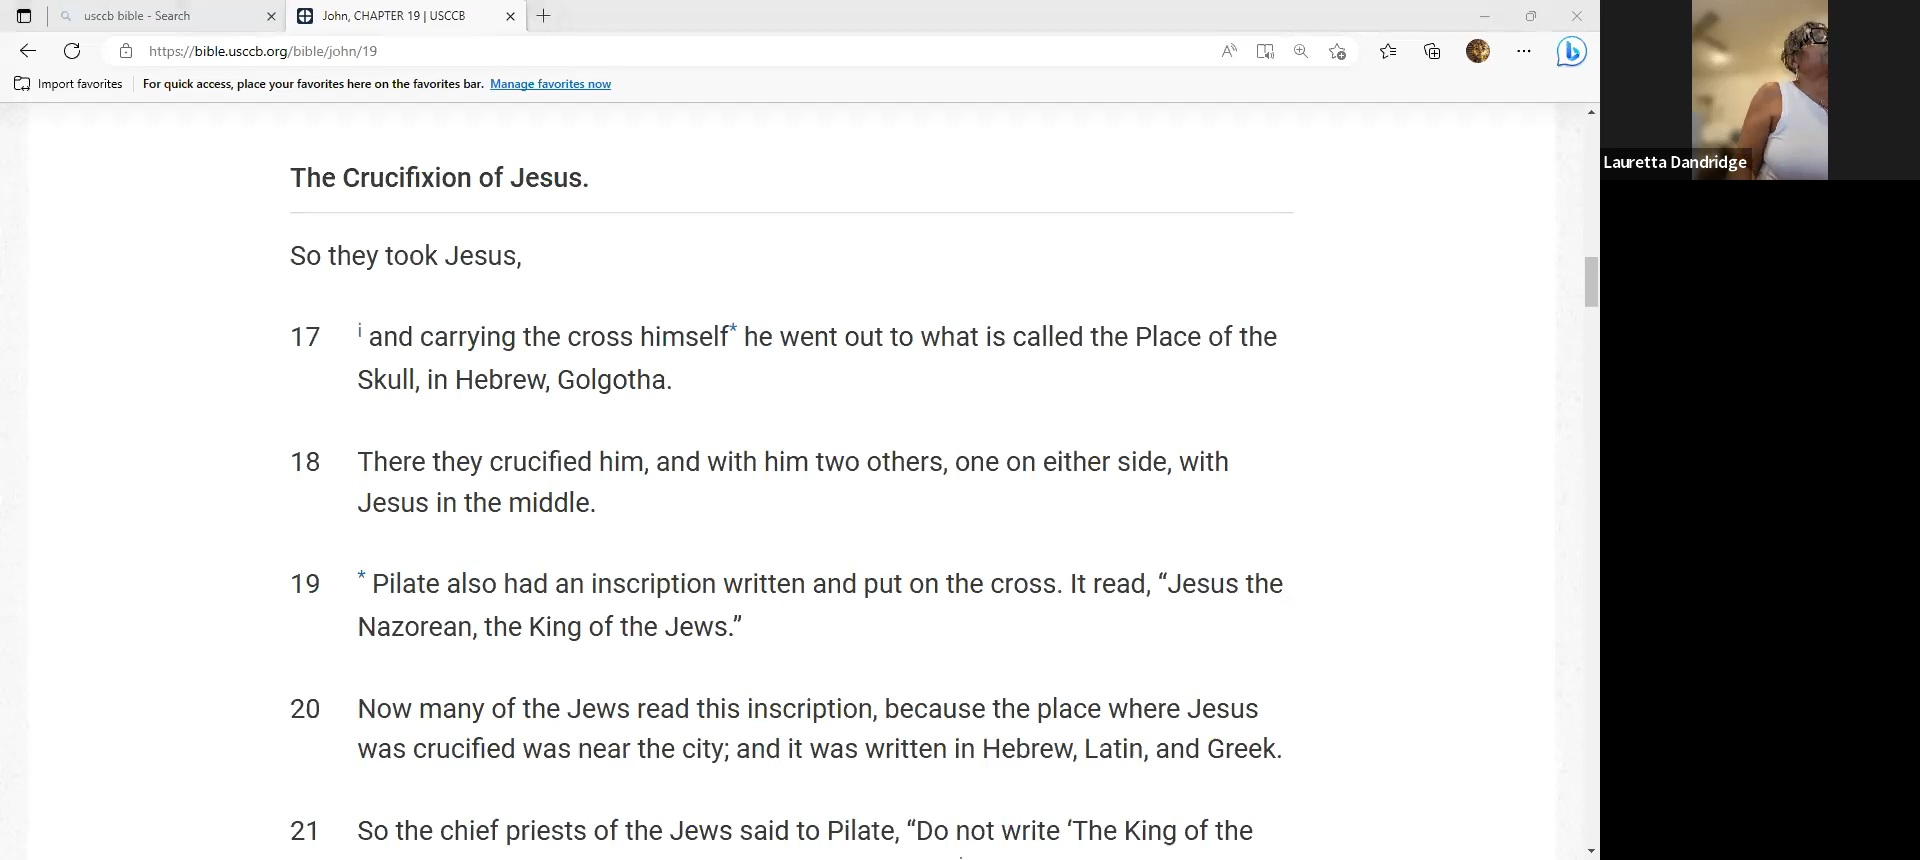 usccb bible - Search
John, CHAPTER 19 | USCCB
https://bible.usccb.org/bible/john/19
Import favorites
For quick access, place your favorites here on the favorites bar. Manage favorites now
Lauretta Dandridge
The Crucifixion of Jesus.
So they took Jesus,
17 i and carrying the cross himself* he went out to what is called the Place of the
Skull, in Hebrew, Golgotha.
18 There they crucified him, and with him two others, one on either side, with
Jesus in the middle.
19 * Pilate also had an inscription written and put on the cross. It read, “Jesus the
Nazorean, the King of the Jews.”
20 Now many of the Jews read this inscription, because the place where Jesus
was crucified was near the city; and it was written in Hebrew, Latin, and Greek.
21 So the chief priests of the Jews said to Pilate, “Do not write ‘The King of the